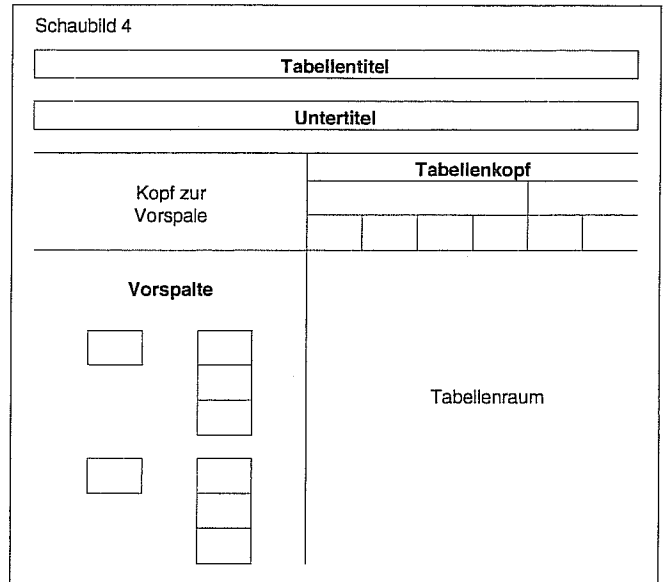 Schaubild 4
Tabellentitel
Untertitel
Tabellenkopf
Kopf zur
Vorspale
Vorspalte
Tabellenraum